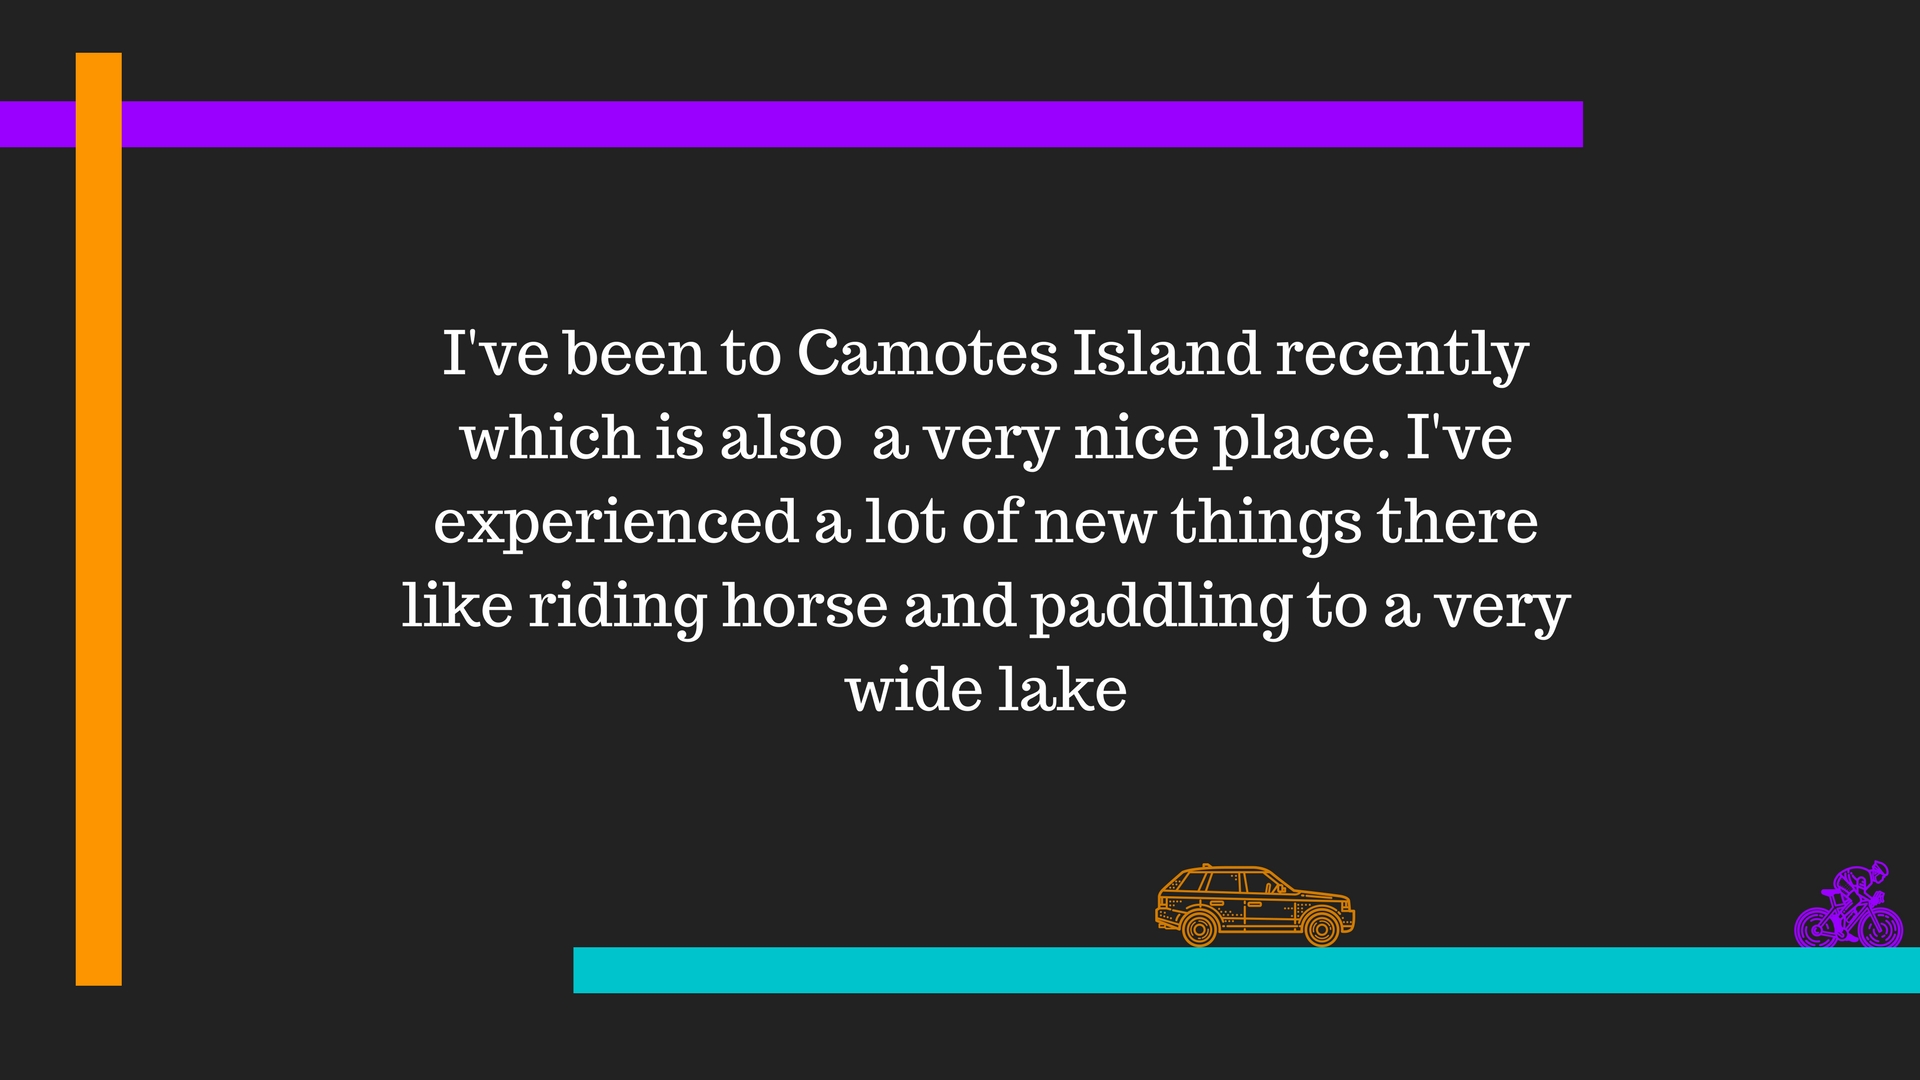 I've been to Camotes Island recently
which is also  a very nice place. I've
experienced a lot of new things there
like riding horse and paddling to a very
wide lake